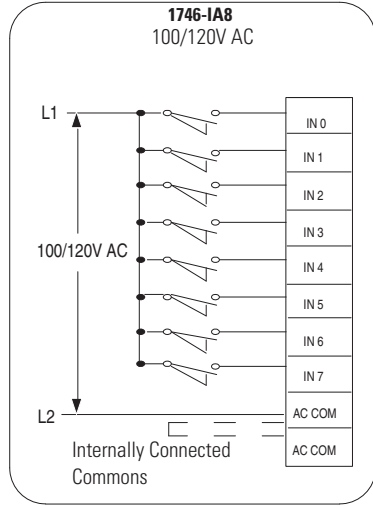 1746-IA8
100/120V AC
L1
IN 0
IN 1
IN 2
IN 3
100/120V AC
IN 4
IN 5
IN 6
IN 7
L2
AC COM
Internally Connected
Commons
AC COM